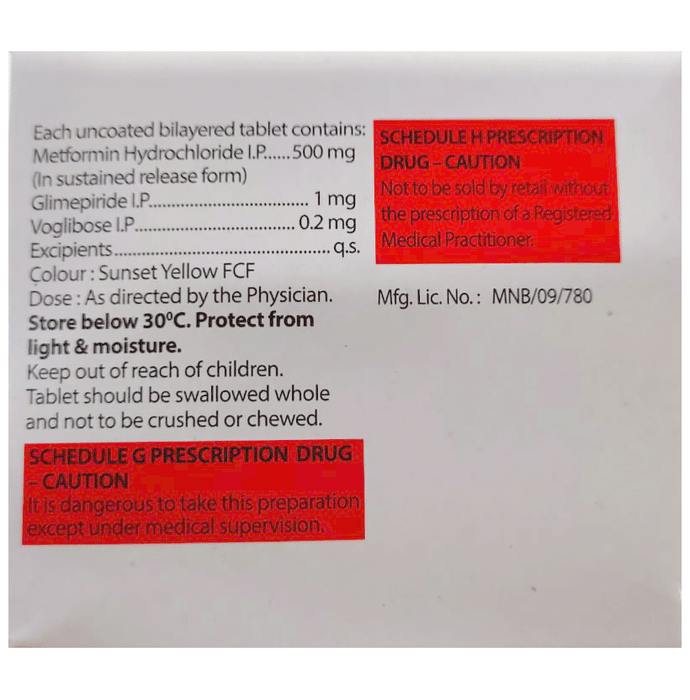 Each uncoated bilayered tablet contains:
Metformin Hydrochloride I.P......500 mg
(In sustained release form)
Glimepiride I.P.................................. 1 mg
Voglibose I.P.................................... 0.2 mg
Excipients................................................ q.s.
Colour : Sunset Yellow FCF
Dose : As directed by the Physician.
Store below 30⁰C. Protect from
light & moisture.
Keep out of reach of children.
Tablet should be swallowed whole
and not to be crushed or chewed.
SCHEDULE G PRESCRIPTION DRUG
– CAUTION
It is dangerous to take this preparation
except under medical supervision.
SCHEDULE H PRESCRIPTION
DRUG – CAUTION
Not to be sold by retail without
the prescription of a Registered
Medical Practitioner.
Mfg. Lic. No. : MNB/09/780